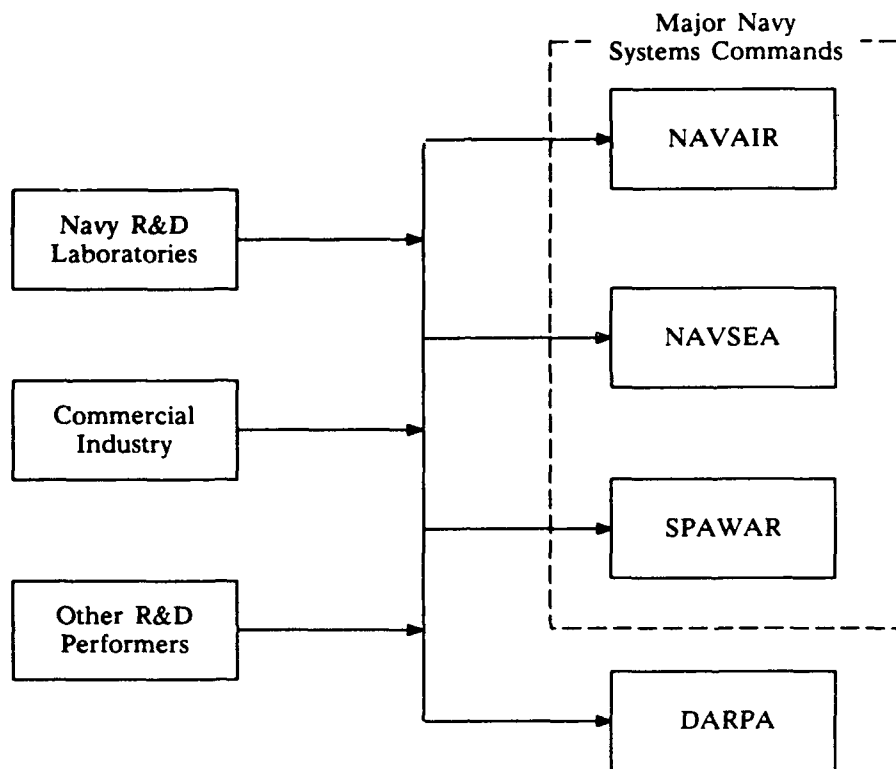 Major Navy
Systems Commands
NAVAIR
Navy R&D
Laboratories
NAVSEA
Commercial
Industry
SPAWAR
Other R&D
Performers
DARPA